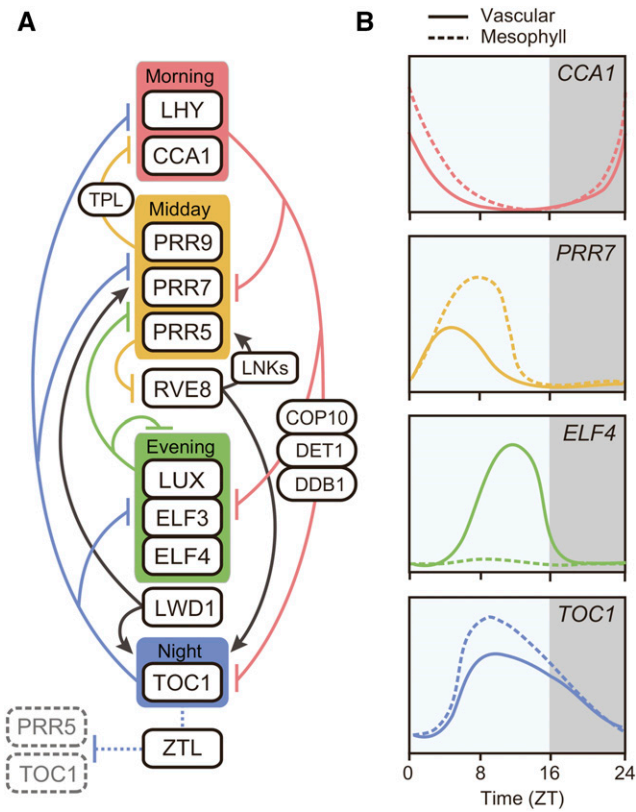 A
Morning
LHY
CCA1
TPL
Midday
PRR9
PRR7
PRR5
LNKs
RVE8
COP10
DET1
DDB1
Evening
LUX
ELF3
ELF4
LWD1
Night
TOC1
ZTL
PRR5
TOC1
B
Vascular
Mesophyll
CCA1
PRR7
ELF4
TOC1
0 8 16 24
Time (ZT)